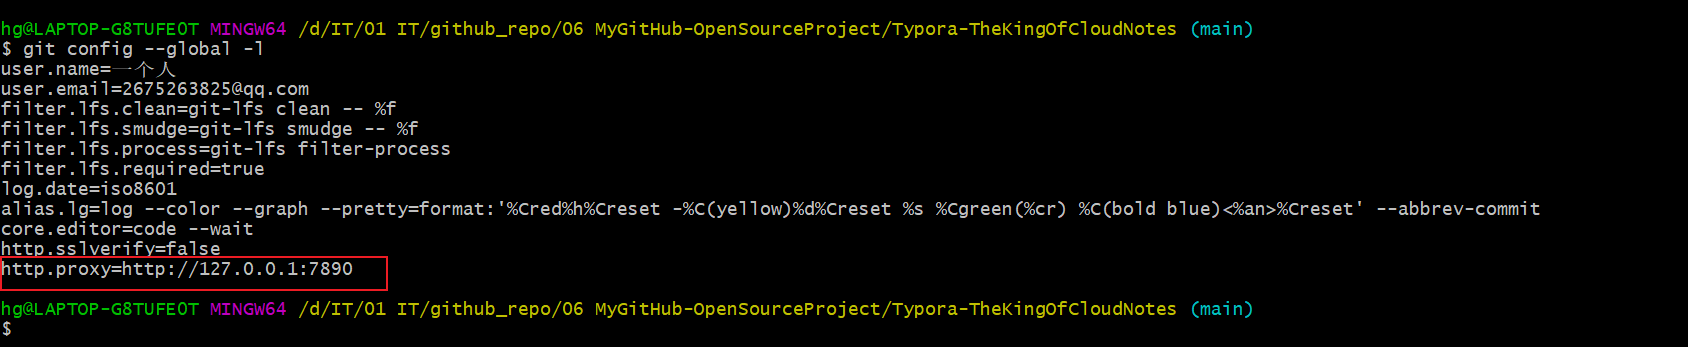 hg@LAPTOP-G8TUFE0T MINGW64 /d/IT/01 IT/github_repo/06 MyGitHub-OpenSourceProject/Typora-TheKingOfCloudNotes (main)
$ git config --global -l
user.name=一个人
user.email=2675263825@qq.com
filter.lfs.clean=git-lfs clean -- %f
filter.lfs.smudge=git-lfs smudge -- %f
filter.lfs.process=git-lfs filter-process
filter.lfs.required=true
log.date=iso8601
alias.lg=log --color --graph --pretty=format:'%Cred%h%Creset -%C(yellow)%d%Creset %s %Cgreen(%cr) %C(bold blue)<%an>%Creset' --abbrev-commit
core.editor=code --wait
http.sslverify=false
http.proxy=http://127.0.0.1:7890
hg@LAPTOP-G8TUFE0T MINGW64 /d/IT/01 IT/github_repo/06 MyGitHub-OpenSourceProject/Typora-TheKingOfCloudNotes (main)
$